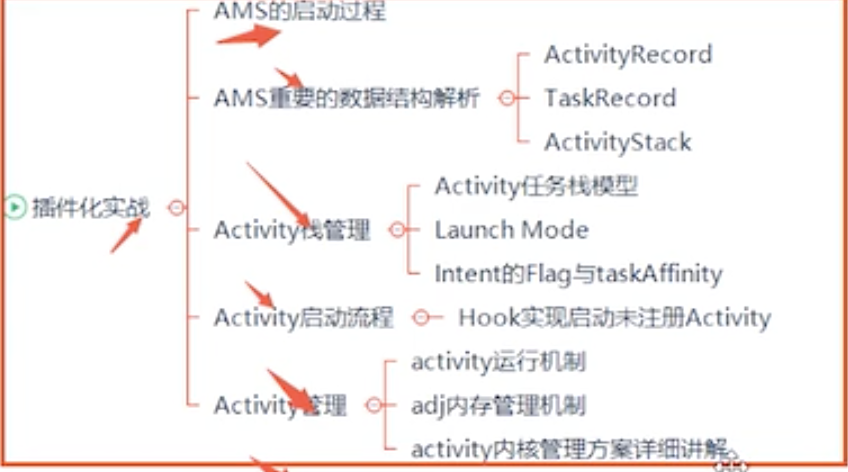 AMS的启动过程
ActivityRecord
AMS重要的数据结构解析
TaskRecord
ActivityStack
Activity任务栈模型
插件化实战
Activity栈管理
Launch Mode
Intent的Flag与taskAffinity
Activity启动流程
Hook实现启动未注册Activity
activity运行机制
Activity管理
adj内存管理机制
activity内核管理方案详细讲解